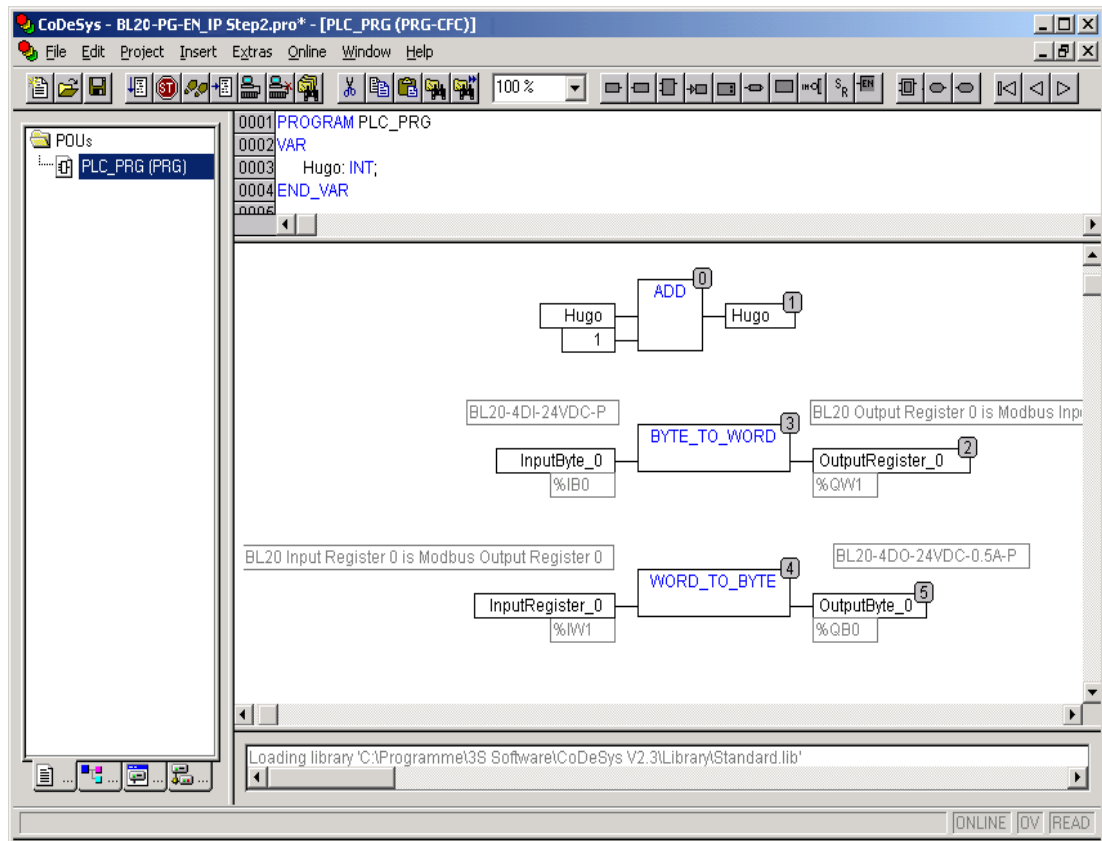 CoDeSys - BL20-PG-EN_IP Step2.pro* - [PLC_PRG (PRG-CFC)]
File Edit Project Insert Extras Online Window Help
100 %
POUs
PLC_PRG (PRG)
0001 PROGRAM PLC_PRG
0002 VAR
0003 Hugo: INT;
0004 END_VAR
0005
0
ADD
1
Hugo
Hugo
1
BL20-4DI-24VDC-P
BL20 Output Register 0 is Modbus Inp
3
BYTE_TO_WORD
2
InputByte_0
OutputRegister_0
%IB0
%QW1
BL20 Input Register 0 is Modbus Output Register 0
BL20-4DO-24VDC-0.5A-P
4
WORD_TO_BYTE
5
InputRegister_0
OutputByte_0
%IW1
%QB0
Loading library 'C:\Programme\3S Software\CoDeSys V2.3\Library\Standard.lib'
... ... ... ...
ONLINE OV READ